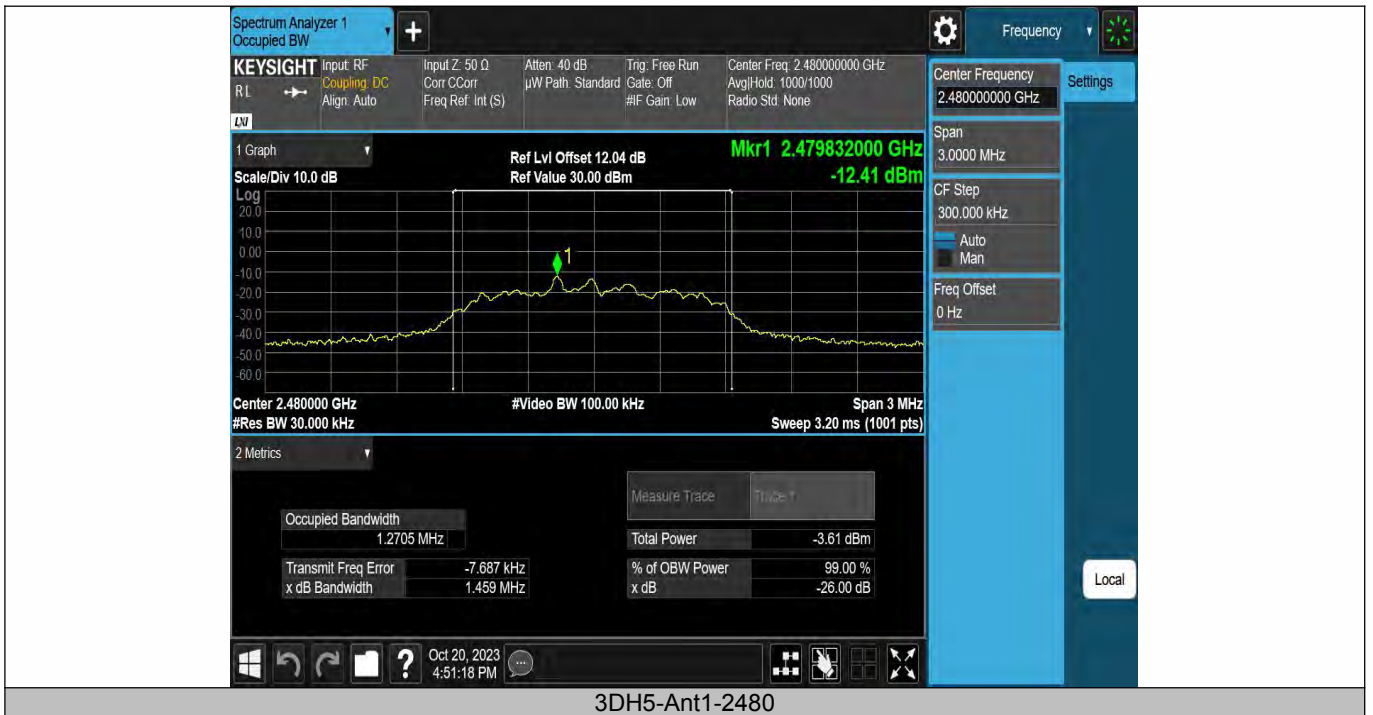 Spectrum Analyzer 1
Occupied BW
+
Frequency
KEYSIGHT
RL
LXI
Input: RF
Coupling: DC
Align: Auto
Input Z: 50 Ω
Corr CCorr
Freq Ref: Int (S)
Atten: 40 dB
µW Path: Standard
Trig: Free Run
Gate: Off
#IF Gain: Low
Center Freq: 2.480000000 GHz
Avg|Hold: 1000/1000
Radio Std: None
Center Frequency
2.480000000 GHz
Settings
Span
3.0000 MHz
CF Step
300.000 kHz
Auto
Man
Freq Offset
0 Hz
Local
1 Graph
Scale/Div 10.0 dB
Ref Lvl Offset 12.04 dB
Ref Value 30.00 dBm
Mkr1 2.479832000 GHz
-12.41 dBm
Log
20.0
10.0
0.00
-10.0
-20.0
-30.0
-40.0
-50.0
-60.0
1
Center 2.480000 GHz
#Res BW 30.000 kHz
#Video BW 100.00 kHz
Span 3 MHz
Sweep 3.20 ms (1001 pts)
2 Metrics
Measure Trace Trace 1
Occupied Bandwidth
1.2705 MHz
Total Power -3.61 dBm
Transmit Freq Error -7.687 kHz
% of OBW Power 99.00 %
x dB Bandwidth 1.459 MHz
x dB -26.00 dB
?
Oct 20, 2023
4:51:18 PM
3DH5-Ant1-2480